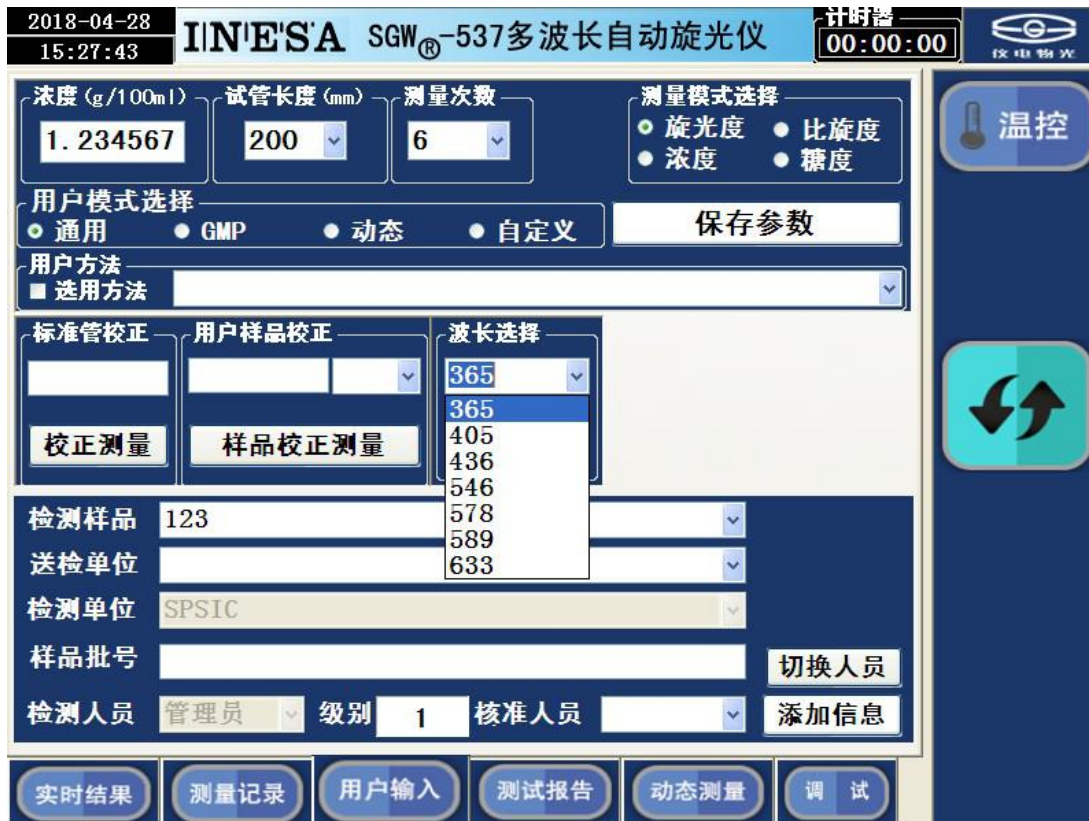 2018-04-28
15:27:43
INESA SGW®-537多波长自动旋光仪
计时器
00:00:00
仪电物光
浓度(g/100ml) 试管长度(mm) 测量次数 测量模式选择
1.234567 200 6
旋光度 比旋度
浓度 糖度
用户模式选择
通用 GMP 动态 自定义
保存参数
用户方法
选用方法
标准管校正 用户样品校正 波长选择
365
365
405
436
546
578
589
633
校正测量 样品校正测量
检测样品 123
送检单位
检测单位 SPSIC
样品批号
切换人员
检测人员 管理员 级别 1 核准人员
添加信息
温控
实时结果 测量记录 用户输入 测试报告 动态测量 调 试